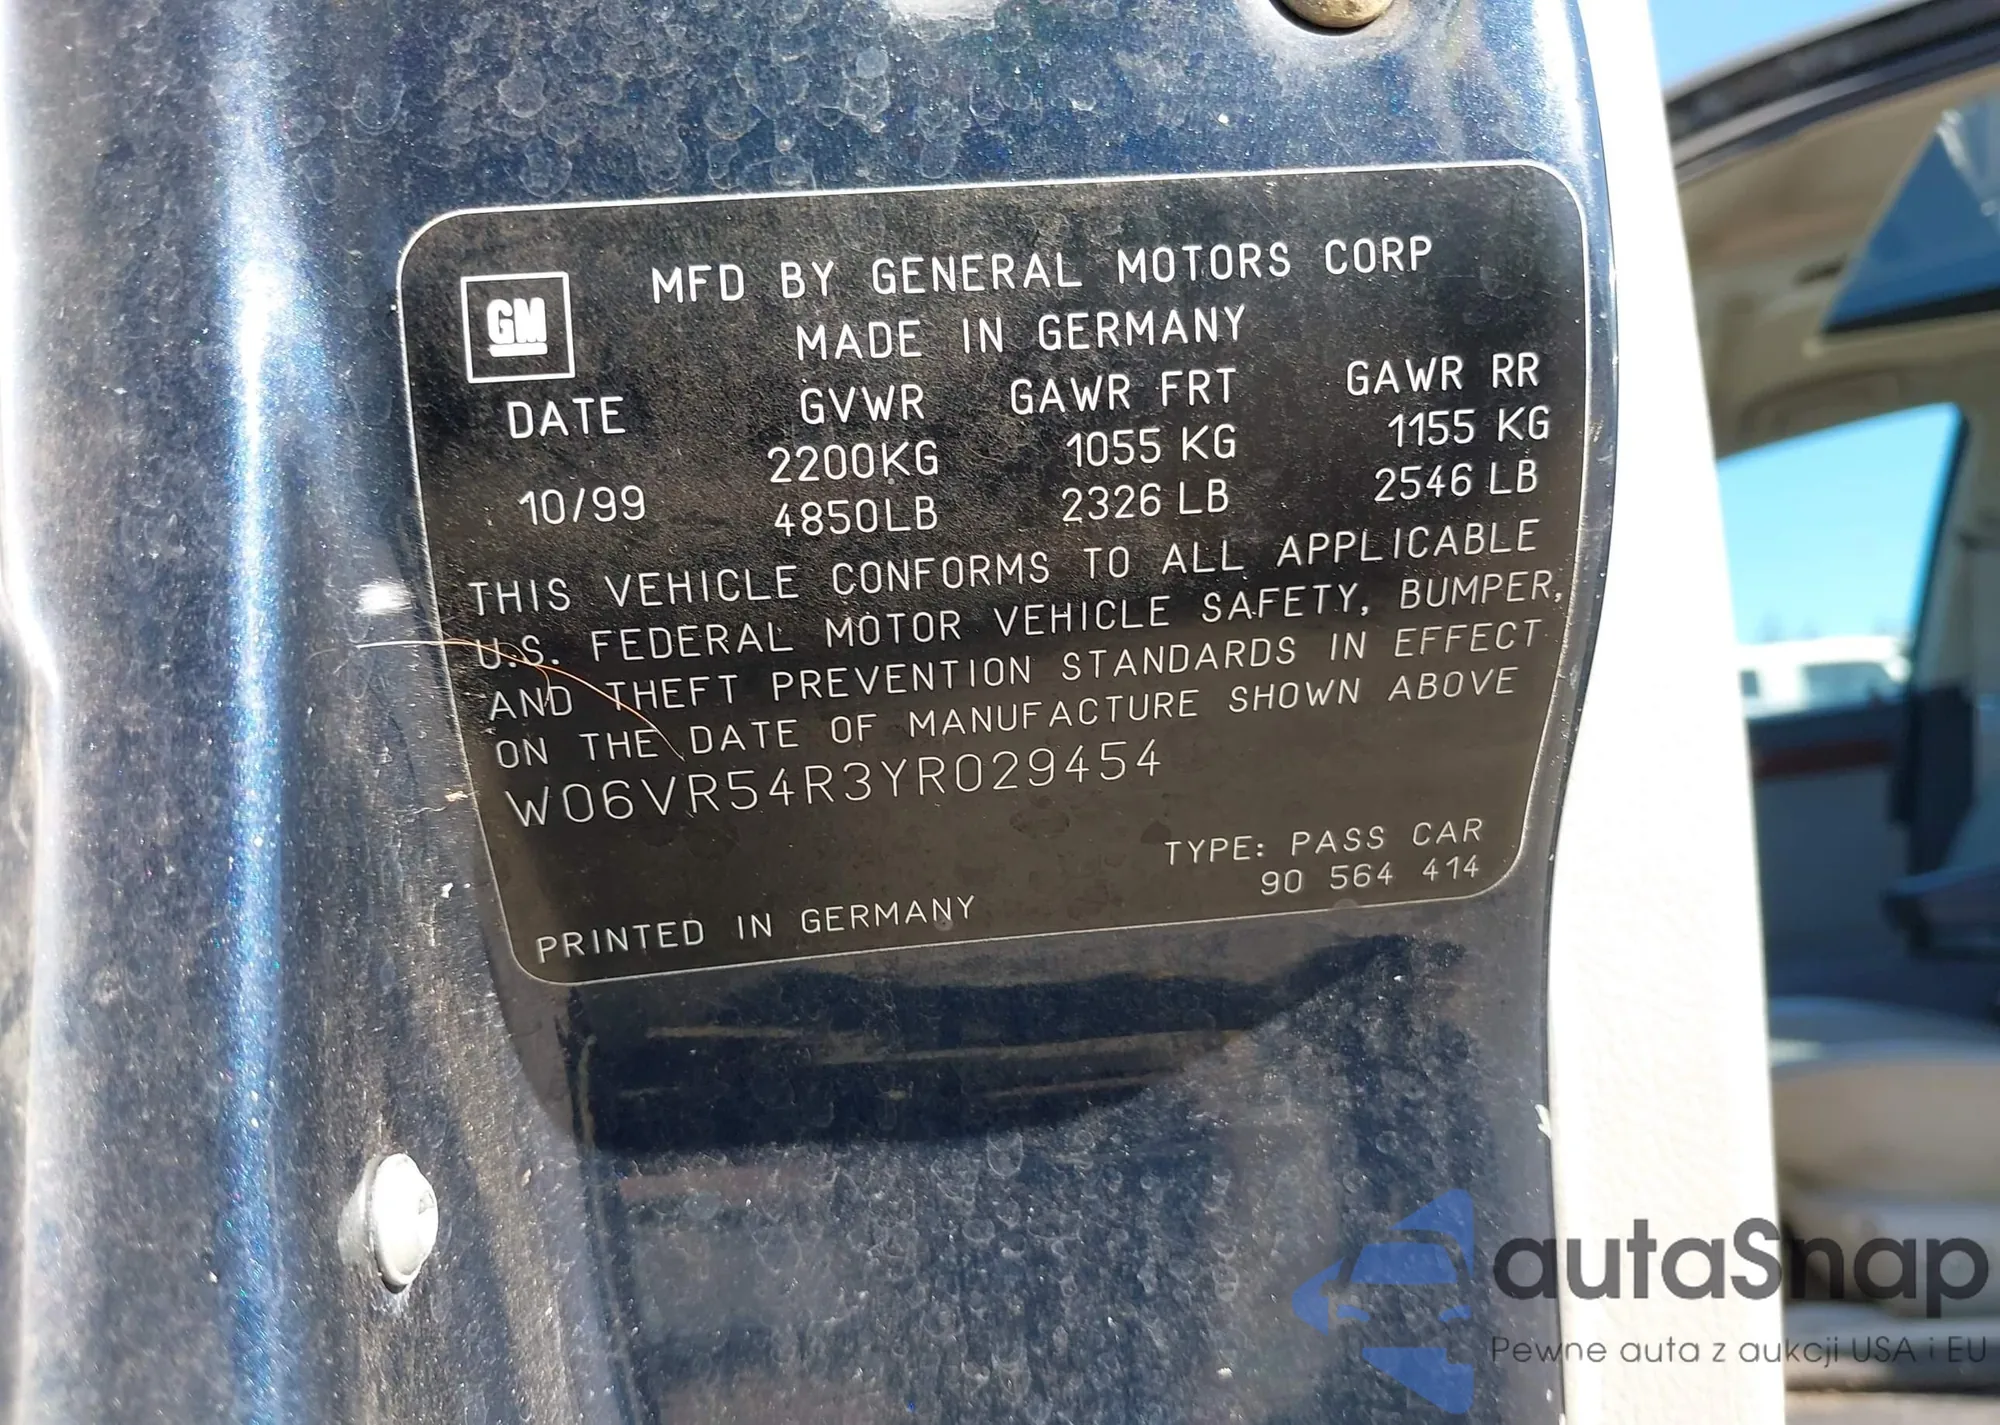 GM
MFD BY GENERAL MOTORS CORP
MADE IN GERMANY
DATE GVWR GAWR FRT GAWR RR
2200KG 1055 KG 1155 KG
10/99 4850LB 2326 LB 2546 LB
THIS VEHICLE CONFORMS TO ALL APPLICABLE
U.S. FEDERAL MOTOR VEHICLE SAFETY, BUMPER,
AND THEFT PREVENTION STANDARDS IN EFFECT
ON THE DATE OF MANUFACTURE SHOWN ABOVE
W06VR54R3YR029454
TYPE: PASS CAR
90 564 414
PRINTED IN GERMANY
autaSnap
Pewne auta z aukcji USA i EU